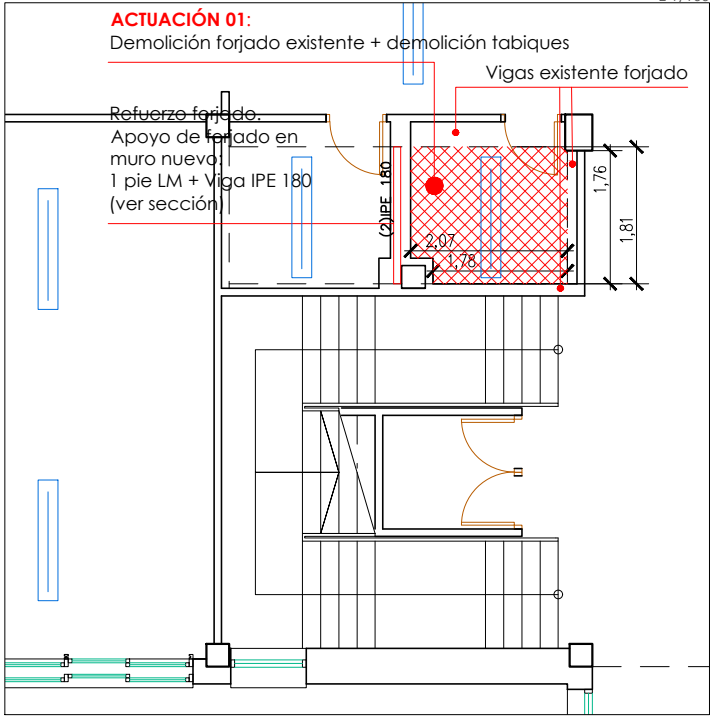 ACTUACIÓN 01:
Demolición forjado existente + demolición tabiques
Vigas existente forjado
Refuerzo forjado.
Apoyo de forjado en
muro nuevo:
1 pie LM + Viga IPE 180
(ver sección)
(2)IPE 180
2,07
1,78
1,76
1,81